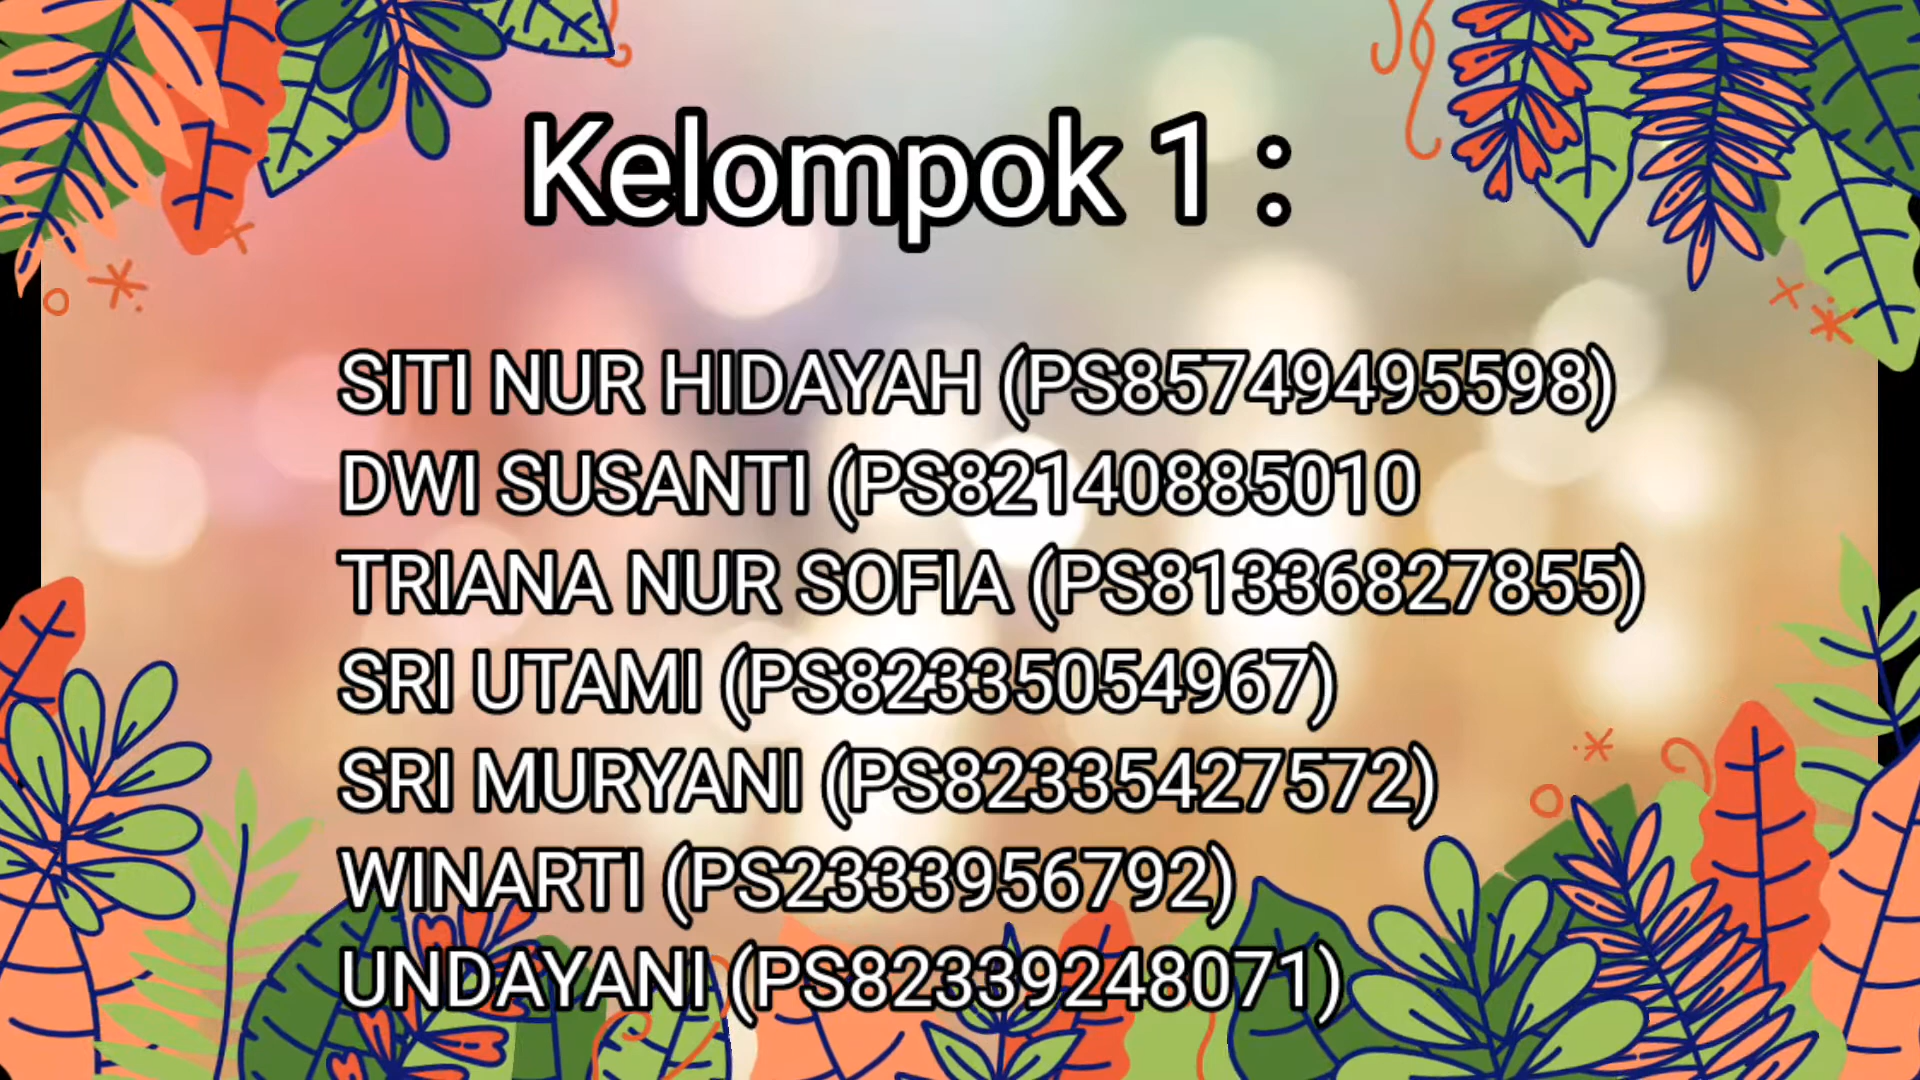 Kelompok 1 :
SITI NUR HIDAYAH (PS85749495598)
DWI SUSANTI (PS82140885010
TRIANA NUR SOFIA (PS81336827855)
SRI UTAMI (PS82335054967)
SRI MURYANI (PS82335427572)
WINARTI (PS2333956792)
UNDAYANI (PS82339248071)